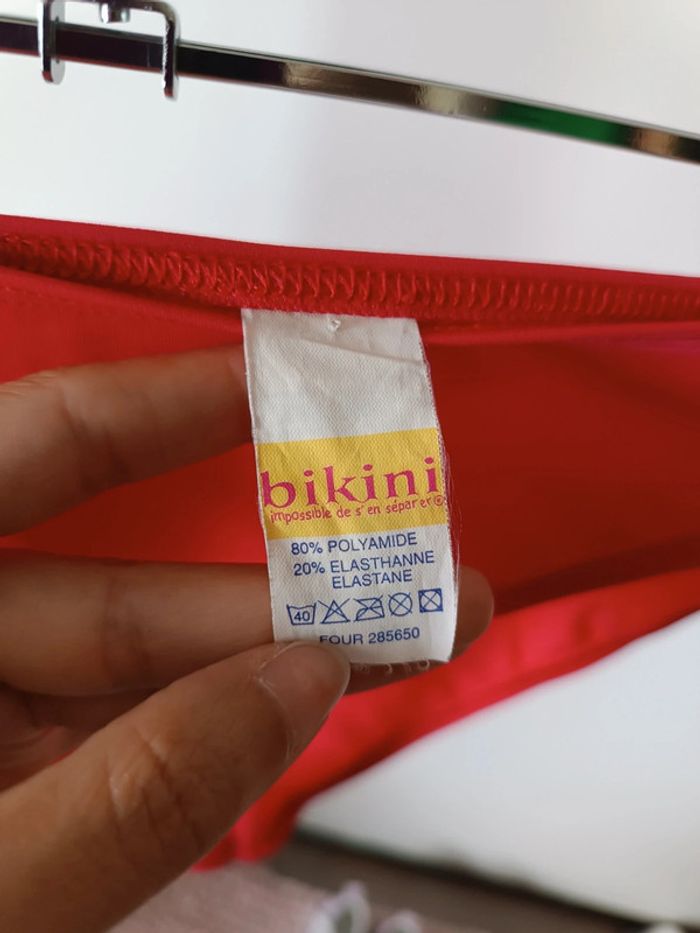 bikini
impossible de s'en séparer®
80% POLYAMIDE
20% ELASTHANNE
ELASTANE
40
FOUR 285650